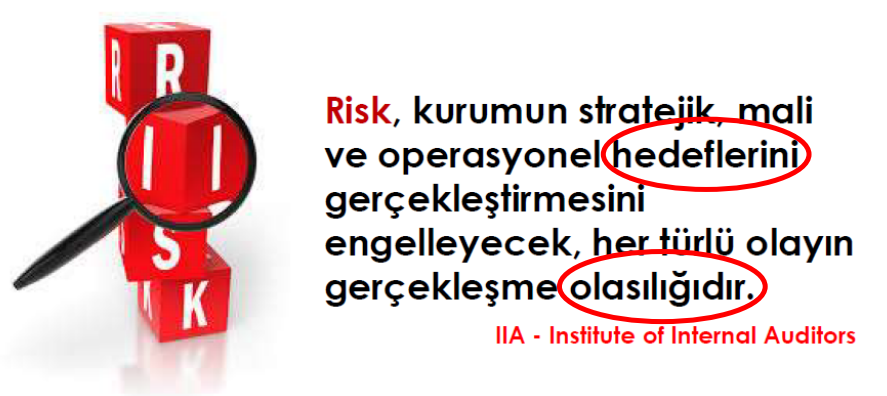 R R
I I
S S
K K
Risk, kurumun stratejik, mali
ve operasyonel hedeflerini
gerçekleştirmesini
engelleyecek, her türlü olayın
gerçekleşme olasılığıdır.
IIA - Institute of Internal Auditors